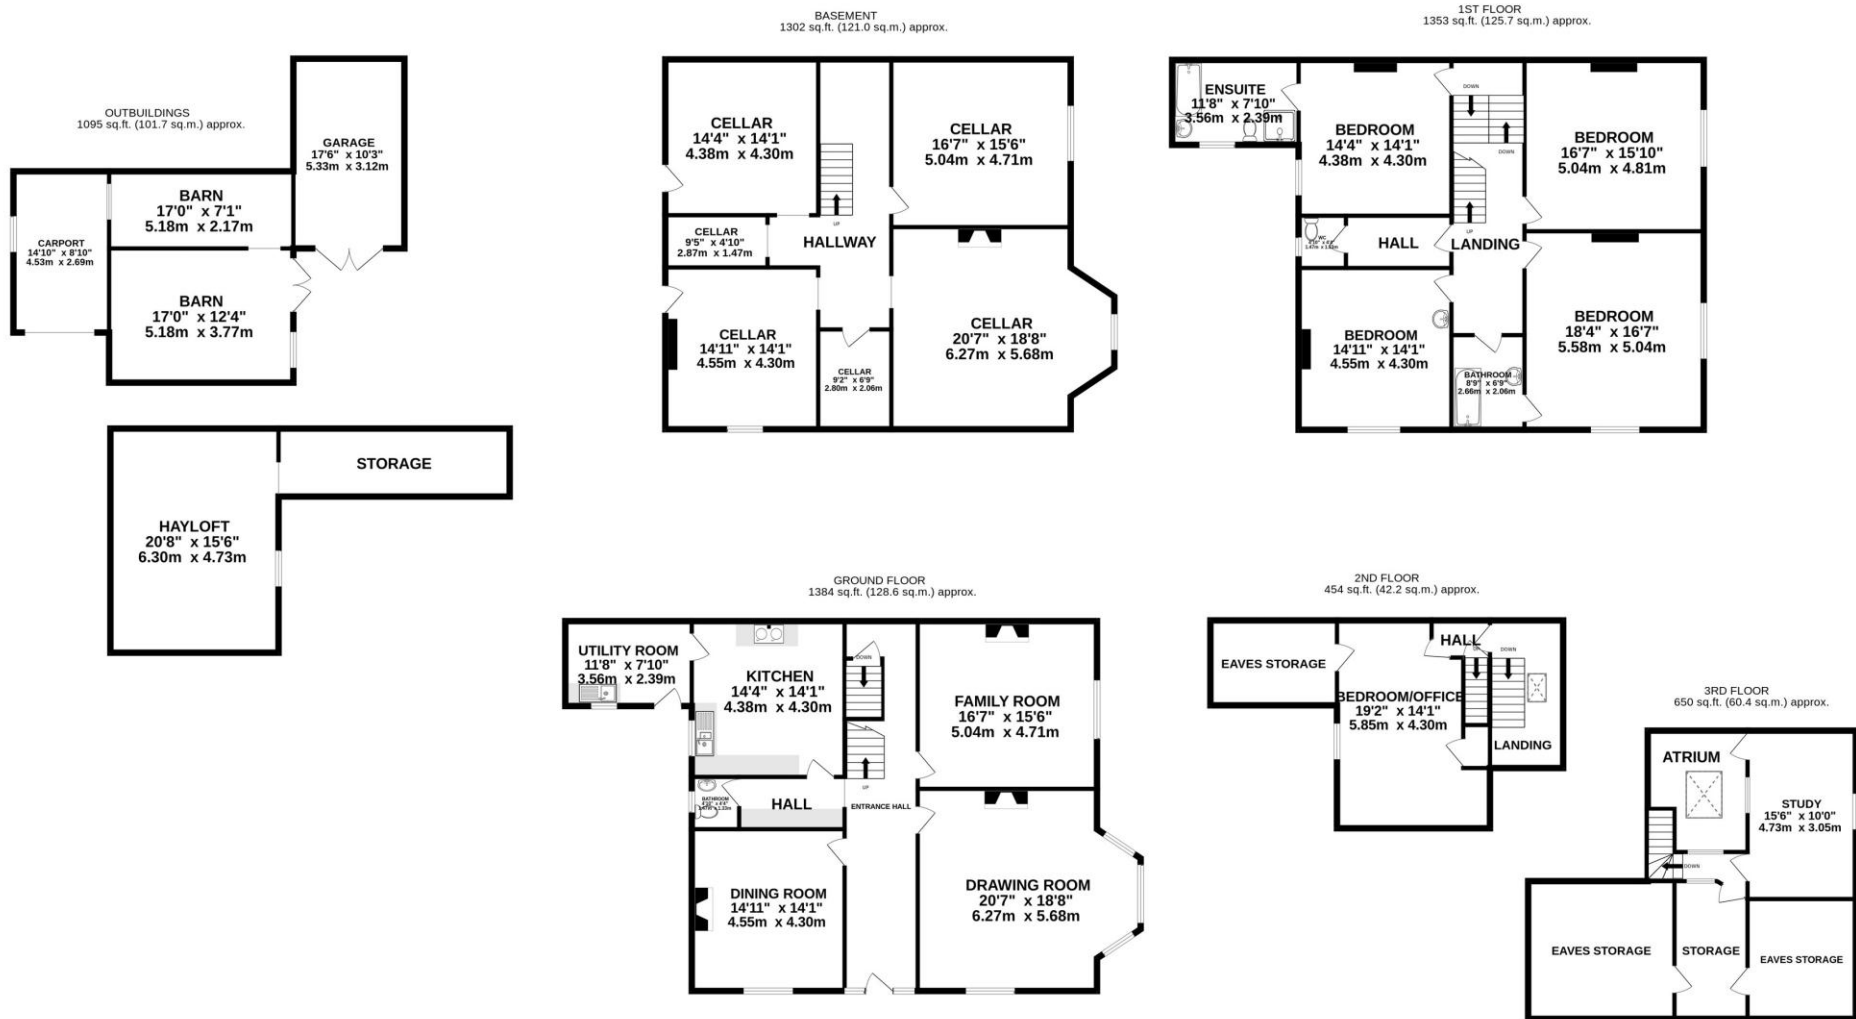 OUTBUILDINGS
1095 sq.ft. (101.7 sq.m.) approx.
GARAGE
17'6" x 10'3"
5.33m x 3.12m
BARN
17'0" x 7'1"
5.18m x 2.17m
CARPORT
14'10" x 8'10"
4.53m x 2.69m
BARN
17'0" x 12'4"
5.18m x 3.77m
STORAGE
HAYLOFT
20'8" x 15'6"
6.30m x 4.73m
BASEMENT
1302 sq.ft. (121.0 sq.m.) approx.
CELLAR
14'4" x 14'1"
4.38m x 4.30m
CELLAR
16'7" x 15'6"
5.04m x 4.71m
UP
CELLAR
9'5" x 4'10"
2.87m x 1.47m
HALLWAY
CELLAR
14'11" x 14'1"
4.55m x 4.30m
CELLAR
9'2" x 6'9"
2.80m x 2.06m
CELLAR
20'7" x 18'8"
6.27m x 5.68m
1ST FLOOR
1353 sq.ft. (125.7 sq.m.) approx.
ENSUITE
11'8" x 7'10"
3.56m x 2.39m
BEDROOM
14'4" x 14'1"
4.38m x 4.30m
DOWN
DOWN
BEDROOM
16'7" x 15'10"
5.04m x 4.81m
UP
WC
HALL
LANDING
BEDROOM
14'11" x 14'1"
4.55m x 4.30m
BEDROOM
18'4" x 16'7"
5.58m x 5.04m
BATHROOM
8'9" x 6'9"
2.66m x 2.06m
GROUND FLOOR
1384 sq.ft. (128.6 sq.m.) approx.
UTILITY ROOM
11'8" x 7'10"
3.56m x 2.39m
KITCHEN
14'4" x 14'1"
4.38m x 4.30m
DOWN
FAMILY ROOM
16'7" x 15'6"
5.04m x 4.71m
UP
BATHROOM
HALL
ENTRANCE HALL
DINING ROOM
14'11" x 14'1"
4.55m x 4.30m
DRAWING ROOM
20'7" x 18'8"
6.27m x 5.68m
2ND FLOOR
454 sq.ft. (42.2 sq.m.) approx.
HALL
UP
DOWN
EAVES STORAGE
BEDROOM/OFFICE
19'2" x 14'1"
5.85m x 4.30m
LANDING
3RD FLOOR
650 sq.ft. (60.4 sq.m.) approx.
ATRIUM
STUDY
15'6" x 10'0"
4.73m x 3.05m
DOWN
EAVES STORAGE
STORAGE
EAVES STORAGE